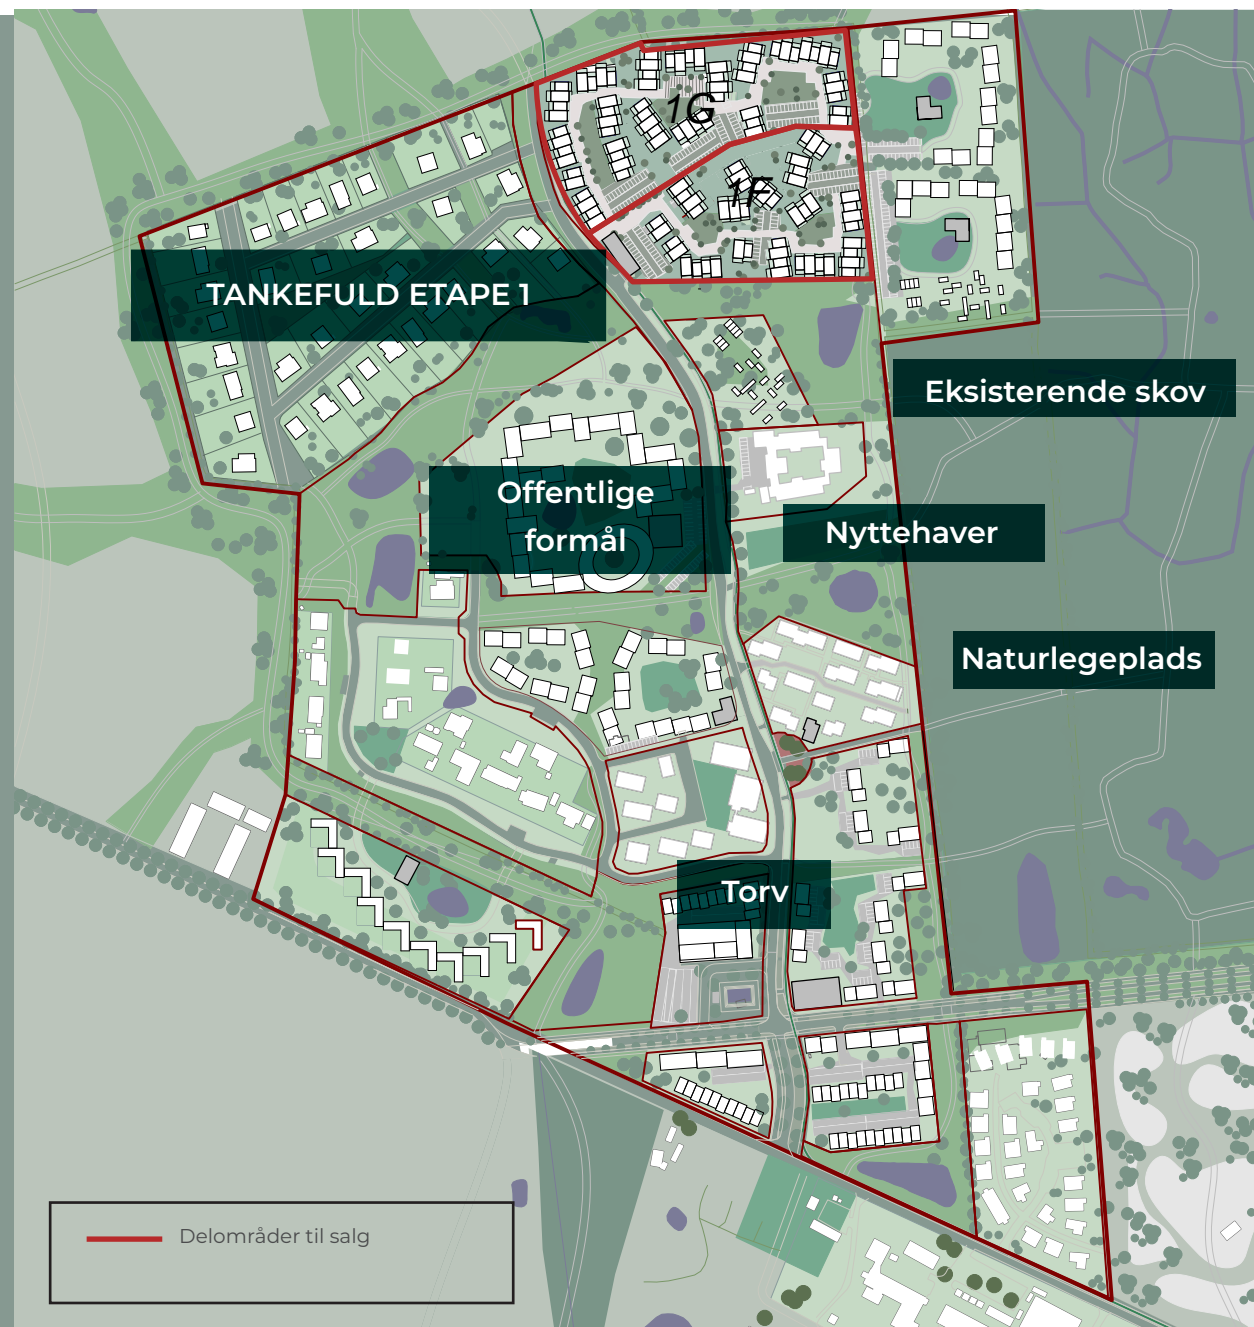 1G
1F
TANKEFULD ETAPE 1
Eksisterende skov
Offentlige
formål
Nyttehaver
Naturlegeplads
Torv
Delområder til salg